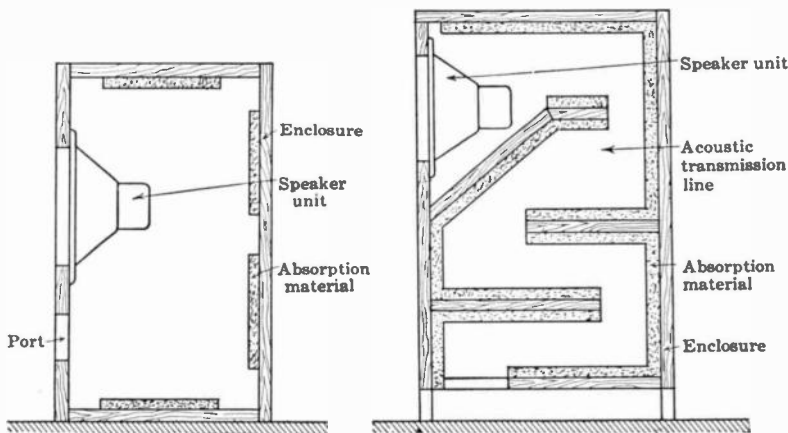 Enclosure
Speaker
unit
Absorption
material
Port
Speaker unit
Acoustic
transmission
line
Absorption
material
Enclosure